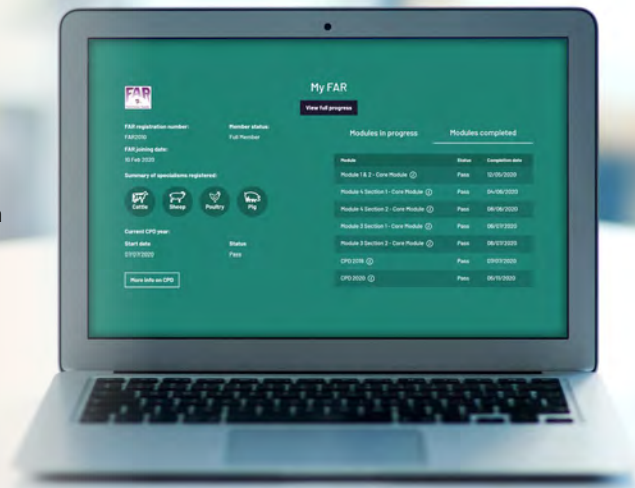 FAR
My FAR
View full progress
FAR registration number:
FAR2010
Member status:
Full Member
FAR joining date:
10 Feb 2020
Summary of specialisms registered:
Cattle
Sheep
Poultry
Pig
Current CPD year:
Start date
07/07/2020
Status
Pass
More info on CPD
Modules in progress
Modules completed
Module Status Completion date
Module 1 & 2 - Core Module Pass 12/05/2020
Module 4 Section 1 - Core Module Pass 04/06/2020
Module 4 Section 2 - Core Module Pass 08/06/2020
Module 3 Section 1 - Core Module Pass 06/07/2020
Module 3 Section 2 - Core Module Pass 06/07/2020
CPD 2019 Pass 07/07/2020
CPD 2020 Pass 05/11/2020